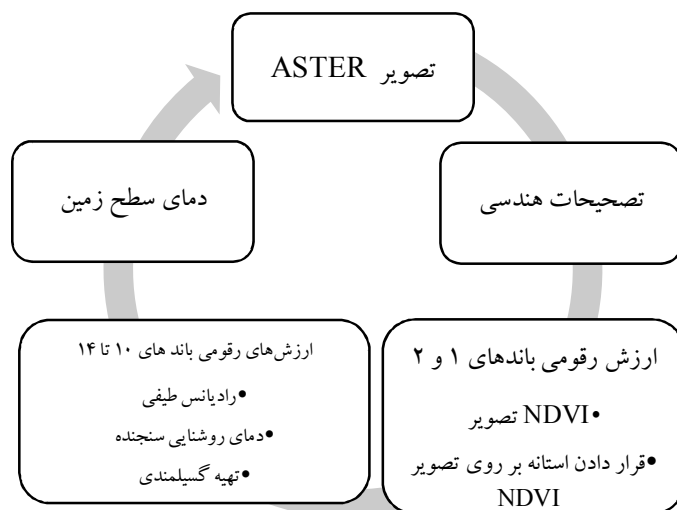 تصویر ASTER
تصحیحات هندسی
ارزش رقومی باندهای ۱ و ۲
•NDVI تصویر
•قرار دادن استانه بر روی تصویر
NDVI
ارزش‌های رقومی باند های ۱۰ تا ۱۴
•رادیانس طیفی
•دمای روشنایی سنجنده
•تهیه گسیلمندی
دمای سطح زمین